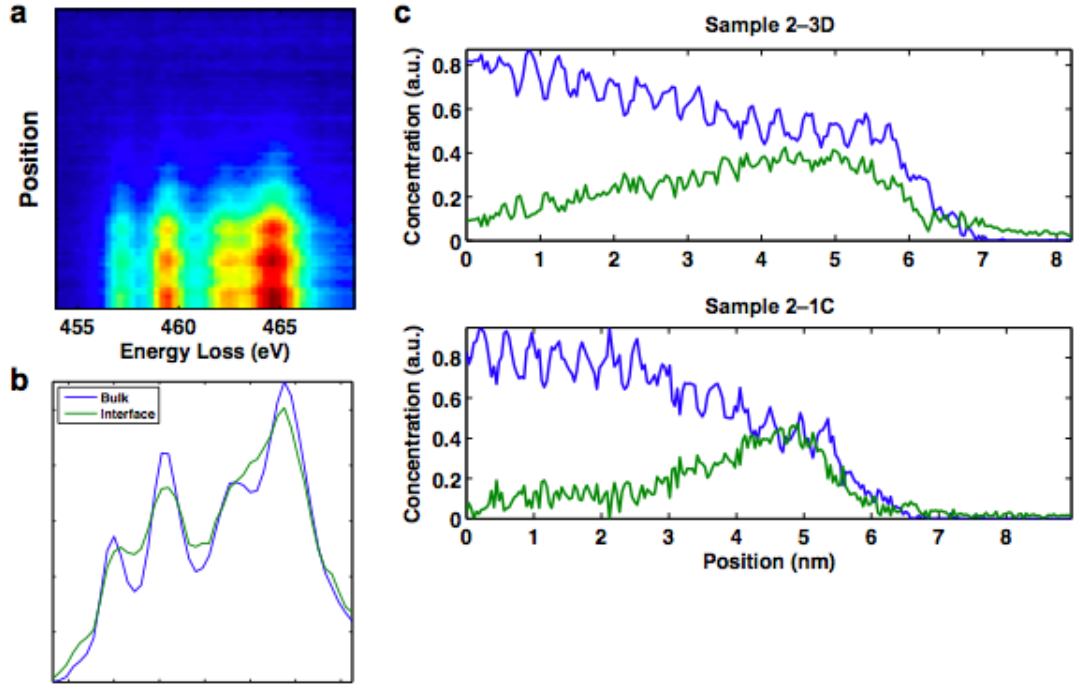 a
Position
455 460 465
Energy Loss (eV)
b
Bulk
Interface
c
Sample 2–3D
Concentration (a.u.)
0.8
0.6
0.4
0.2
0
0 1 2 3 4 5 6 7 8
Sample 2–1C
Concentration (a.u.)
0.8
0.6
0.4
0.2
0
0 1 2 3 4 5 6 7 8
Position (nm)